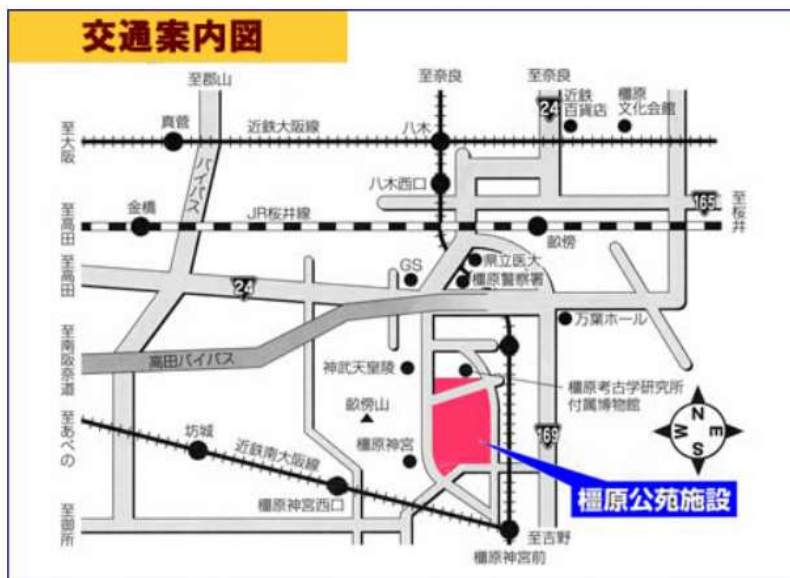 交通案内図
至郡山
至奈良
至奈良
24
近鉄
百貨店
橿原
文化会館
至大阪
真菅
近鉄大阪線
八木
バイパス
八木西口
165
至桜井
至高田
金橋
JR桜井線
畝傍
至高田
24
GS
県立医大
橿原警察署
万葉ホール
至南阪奈道
高田バイパス
神武天皇陵
橿原考古学研究所
付属博物館
畝傍山
至あべの
坊城
近鉄南大阪線
橿原神宮
169
N
W
E
S
橿原公苑施設
至御所
橿原神宮西口
橿原神宮前
至吉野